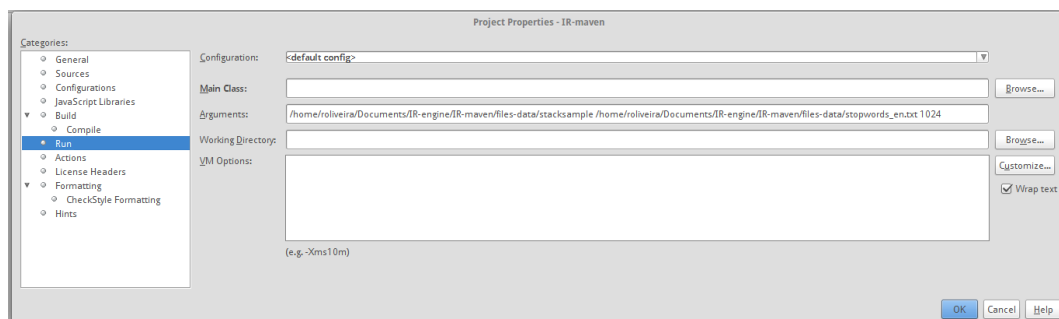 Project Properties - IR-maven
Categories:
General
Sources
Configurations
JavaScript Libraries
Build
Compile
Run
Actions
License Headers
Formatting
CheckStyle Formatting
Hints
Configuration: <default config>
Main Class: Browse...
Arguments: /home/roliveira/Documents/IR-engine/IR-maven/files-data/stacksample /home/roliveira/Documents/IR-engine/IR-maven/files-data/stopwords_en.txt 1024
Working Directory: Browse...
VM Options: Customize...
Wrap text
(e.g. -Xms10m)
OK Cancel Help